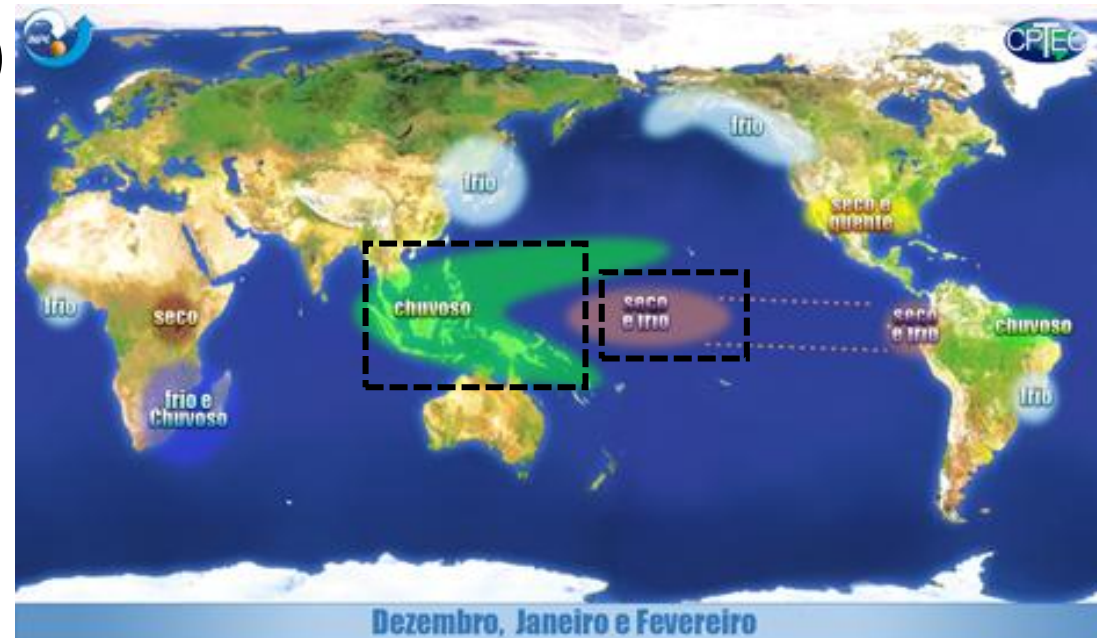 CPTEC
frio
frio
seco e
quente
frio
seco
chuvoso
seco
e frio
seco
e frio
chuvoso
frio e
Chuvoso
frio
Dezembro, Janeiro e Fevereiro